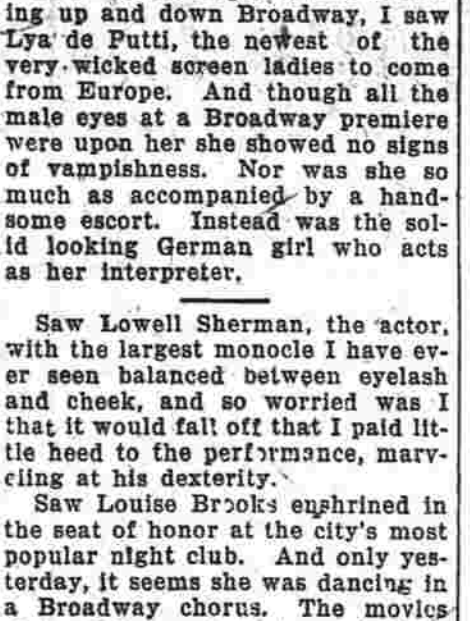 ing up and down Broadway, I saw
Lya de Putti, the newest of the
very wicked screen ladies to come
from Europe. And though all the
male eyes at a Broadway premiere
were upon her she showed no signs
of vampishness. Nor was she so
much as accompanied by a hand-
some escort. Instead was the sol-
id looking German girl who acts
as her interpreter.
Saw Lowell Sherman, the actor,
with the largest monocle I have ev-
er seen balanced between eyelash
and cheek, and so worried was I
that it would fall off that I paid lit-
tle heed to the performance, marv-
eling at his dexterity.
Saw Louise Brooks enshrined in
the seat of honor at the city's most
popular night club. And only yes-
terday, it seems she was dancing in
a Broadway chorus. The movies